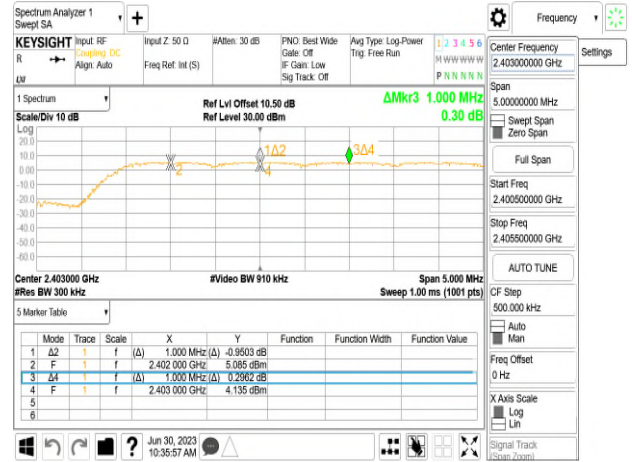 Spectrum Analyzer 1
Swept SA
Frequency
KEYSIGHT Input: RF Input Z: 50 Ω #Atten: 30 dB PNO: Best Wide Avg Type: Log-Power 1 2 3 4 5 6
R Coupling: DC Gate: Off Trig: Free Run M W W W W W
Align: Auto Freq Ref: Int (S) IF Gain: Low
Sig Track: Off P N N N N N
Center Frequency
2.403000000 GHz
Settings
Span
5.00000000 MHz
Swept Span
Zero Span
Full Span
Start Freq
2.400500000 GHz
Stop Freq
2.405500000 GHz
AUTO TUNE
CF Step
500.000 kHz
Auto
Man
Freq Offset
0 Hz
X Axis Scale
Log
Lin
Signal Track
(Span Zoom)
1 Spectrum
Scale/Div 10 dB
Ref Lvl Offset 10.50 dB
Ref Level 30.00 dBm
ΔMkr3 1.000 MHz
0.30 dB
Log
20.0
10.0
0.00
-20.0
-30.0
-40.0
-50.0
-60.0
2
1Δ2
4
3Δ4
Center 2.403000 GHz #Video BW 910 kHz Span 5.000 MHz
#Res BW 300 kHz Sweep 1.00 ms (1001 pts)
5 Marker Table
Mode Trace Scale X Y Function Function Width Function Value
1 Δ2 1 f (Δ) 1.000 MHz (Δ) -0.9503 dB
2 F 1 f 2.402 000 GHz 5.085 dBm
3 Δ4 1 f (Δ) 1.000 MHz (Δ) 0.2962 dB
4 F 1 f 2.403 000 GHz 4.135 dBm
5
6
Jun 30, 2023
10:35:57 AM